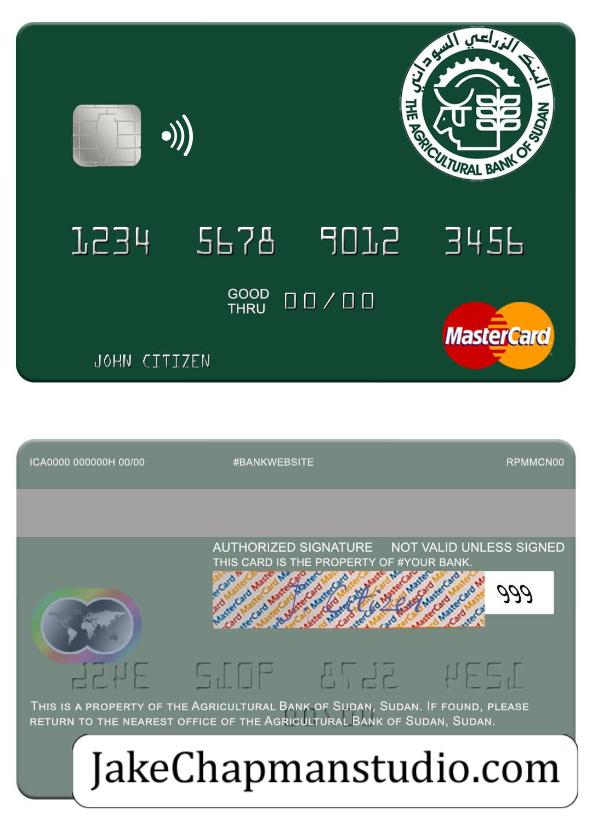 البنك الزراعي السوداني
THE AGRICULTURAL BANK OF SUDAN
1234 5678 9012 3456
GOOD THRU 00/00
MasterCard
JOHN CITIZEN
ICA0000 000000H 00/00 #BANKWEBSITE RPMMCN00
AUTHORIZED SIGNATURE NOT VALID UNLESS SIGNED
THIS CARD IS THE PROPERTY OF #YOUR BANK.
J Citizen 999
THIS IS A PROPERTY OF THE AGRICULTURAL BANK OF SUDAN, SUDAN. IF FOUND, PLEASE
RETURN TO THE NEAREST OFFICE OF THE AGRICULTURAL BANK OF SUDAN, SUDAN.
JakeChapmanstudio.com